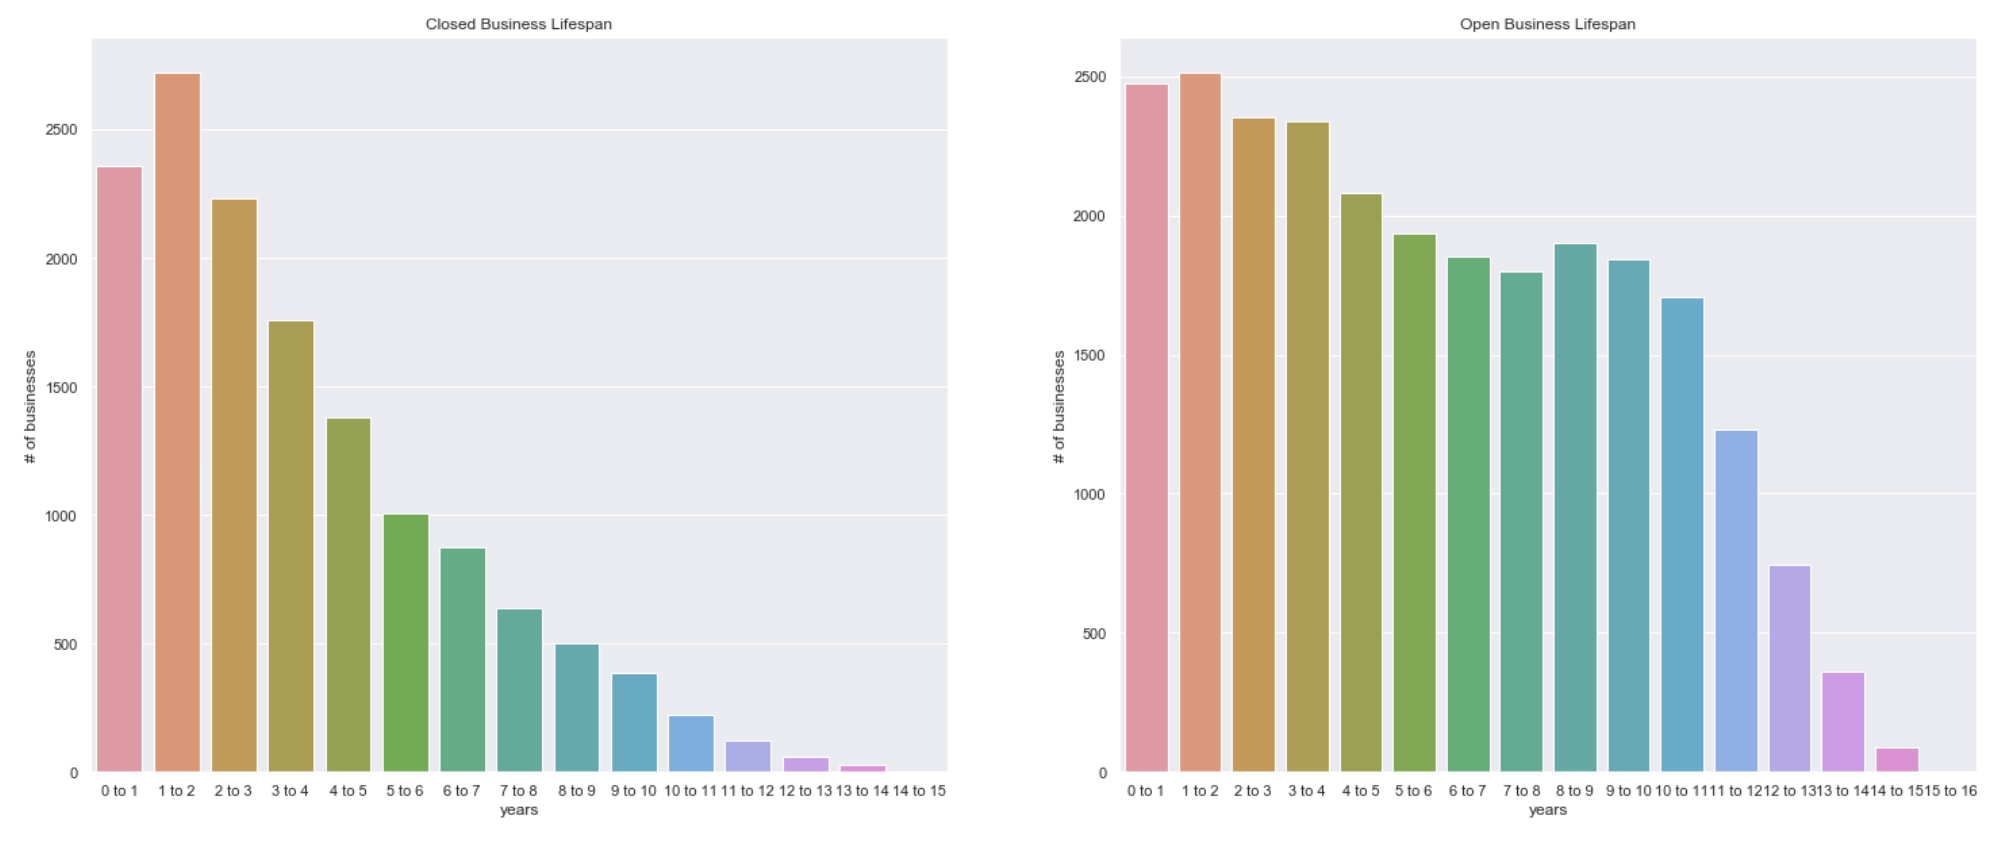 Closed Business Lifespan
# of businesses
2500
2000
1500
1000
500
0
0 to 1 1 to 2 2 to 3 3 to 4 4 to 5 5 to 6 6 to 7 7 to 8 8 to 9 9 to 10 10 to 11 11 to 12 12 to 13 13 to 14 14 to 15
years
Open Business Lifespan
# of businesses
2500
2000
1500
1000
500
0
0 to 1 1 to 2 2 to 3 3 to 4 4 to 5 5 to 6 6 to 7 7 to 8 8 to 9 9 to 10 10 to 11 11 to 12 12 to 13 13 to 14 14 to 15 15 to 16
years